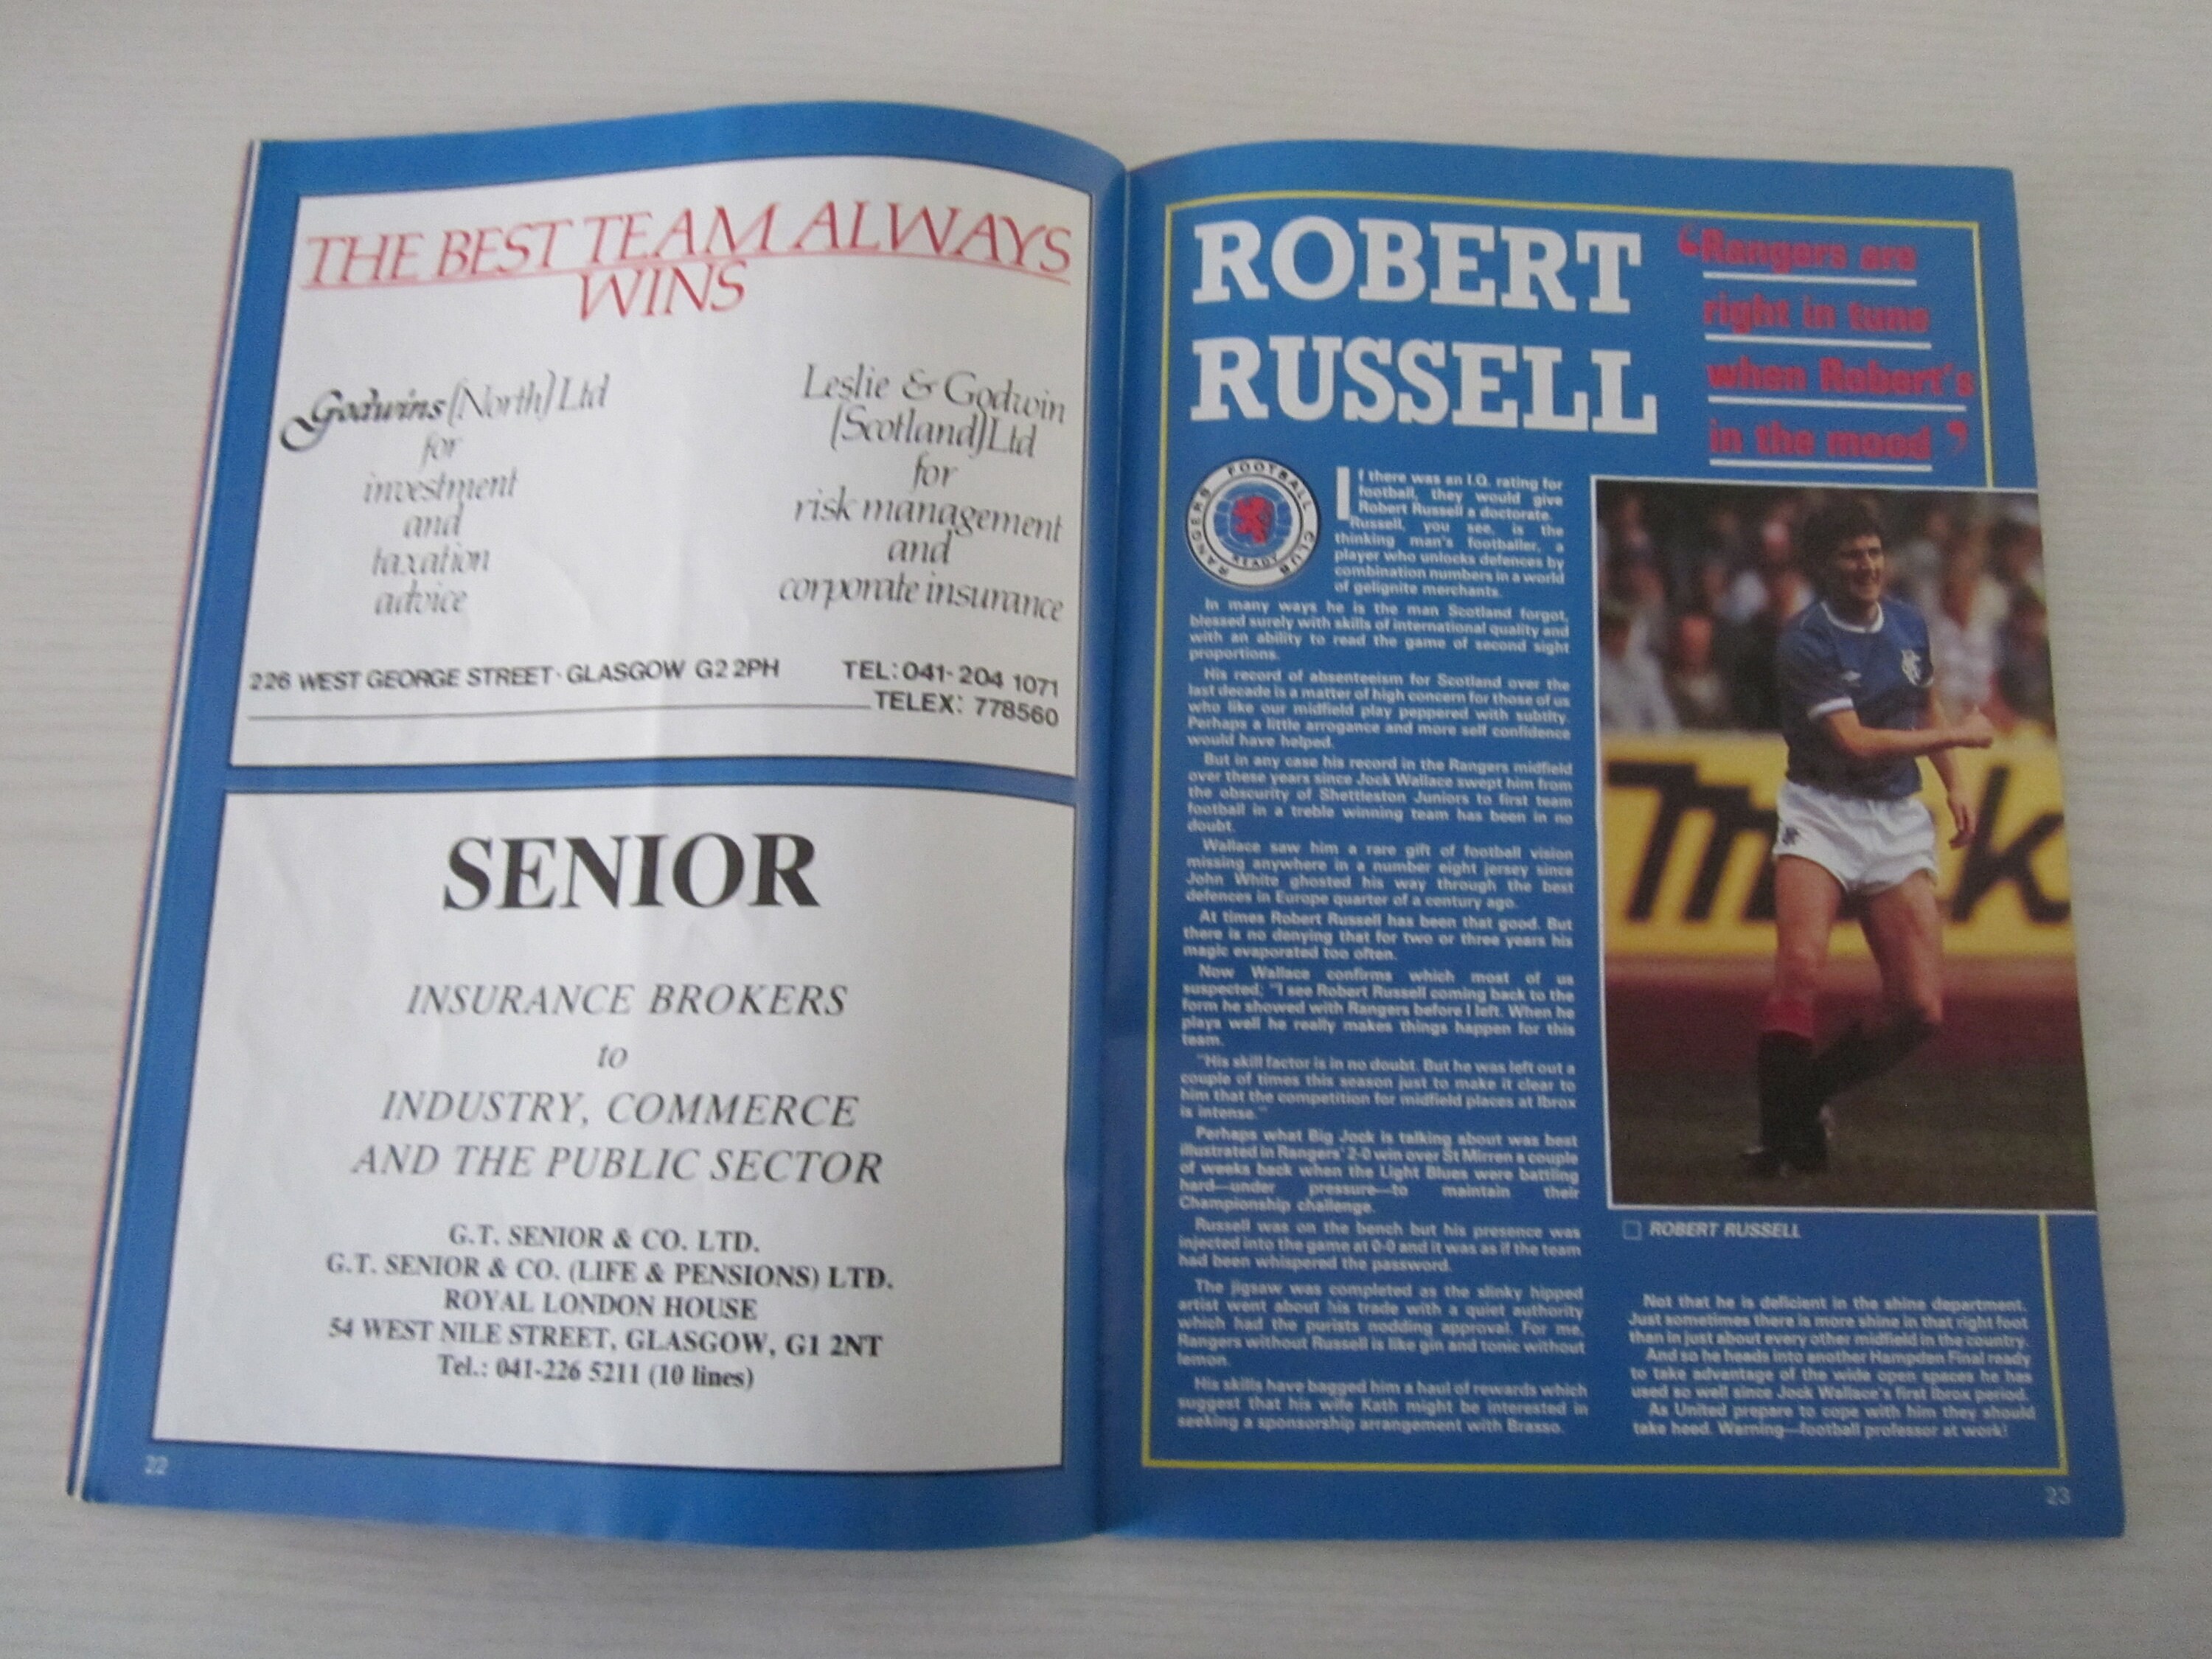 THE BEST TEAM ALWAYS
WINS
Godwins (North) Ltd
for
investment
and
taxation
advice
Leslie & Godwin
(Scotland) Ltd
for
risk management
and
corporate insurance
226 WEST GEORGE STREET · GLASGOW G2 2PH
TEL: 041-204 1071
TELEX: 778560
SENIOR
INSURANCE BROKERS
to
INDUSTRY, COMMERCE
AND THE PUBLIC SECTOR
G.T. SENIOR & CO. LTD.
G.T. SENIOR & CO. (LIFE & PENSIONS) LTD.
ROYAL LONDON HOUSE
54 WEST NILE STREET, GLASGOW, G1 2NT
Tel.: 041-226 5211 (10 lines)
22
ROBERT
RUSSELL
‘Rangers are
right in tune
when Robert's
in the mood’
RANGERS FOOTBALL CLUB
READY
If there was an I.Q. rating for
football, they would give
Robert Russell a doctorate.
Russell, you see, is the
thinking man's footballer, a
player who unlocks defences by
combination numbers in a world
of gelignite merchants.
In many ways he is the man Scotland forgot,
blessed surely with skills of international quality and
with an ability to read the game of second sight
proportions.
His record of absenteeism for Scotland over the
last decade is a matter of high concern for those of us
who like our midfield play peppered with subtlty.
Perhaps a little arrogance and more self confidence
would have helped.
But in any case his record in the Rangers midfield
over these years since Jock Wallace swept him from
the obscurity of Shettleston Juniors to first team
football in a treble winning team has been in no
doubt.
Wallace saw him a rare gift of football vision
missing anywhere in a number eight jersey since
John White ghosted his way through the best
defences in Europe quarter of a century ago.
At times Robert Russell has been that good. But
there is no denying that for two or three years his
magic evaporated too often.
Now Wallace confirms which most of us
suspected: "I see Robert Russell coming back to the
form he showed with Rangers before I left. When he
plays well he really makes things happen for this
team.
"His skill factor is in no doubt. But he was left out a
couple of times this season just to make it clear to
him that the competition for midfield places at Ibrox
is intense."
Perhaps what Big Jock is talking about was best
illustrated in Rangers' 2-0 win over St Mirren a couple
of weeks back when the Light Blues were battling
hard—under pressure—to maintain their
Championship challenge.
Russell was on the bench but his presence was
injected into the game at 0-0 and it was as if the team
had been whispered the password.
The jigsaw was completed as the slinky hipped
artist went about his trade with a quiet authority
which had the purists nodding approval. For me,
Rangers without Russell is like gin and tonic without
lemon.
His skills have bagged him a haul of rewards which
suggest that his wife Kath might be interested in
seeking a sponsorship arrangement with Brasso.
ROBERT RUSSELL
Not that he is deficient in the shine department.
Just sometimes there is more shine in that right foot
than in just about every other midfield in the country.
And so he heads into another Hampden Final ready
to take advantage of the wide open spaces he has
used so well since Jock Wallace's first Ibrox period.
As United prepare to cope with him they should
take heed. Warning—football professor at work!
23